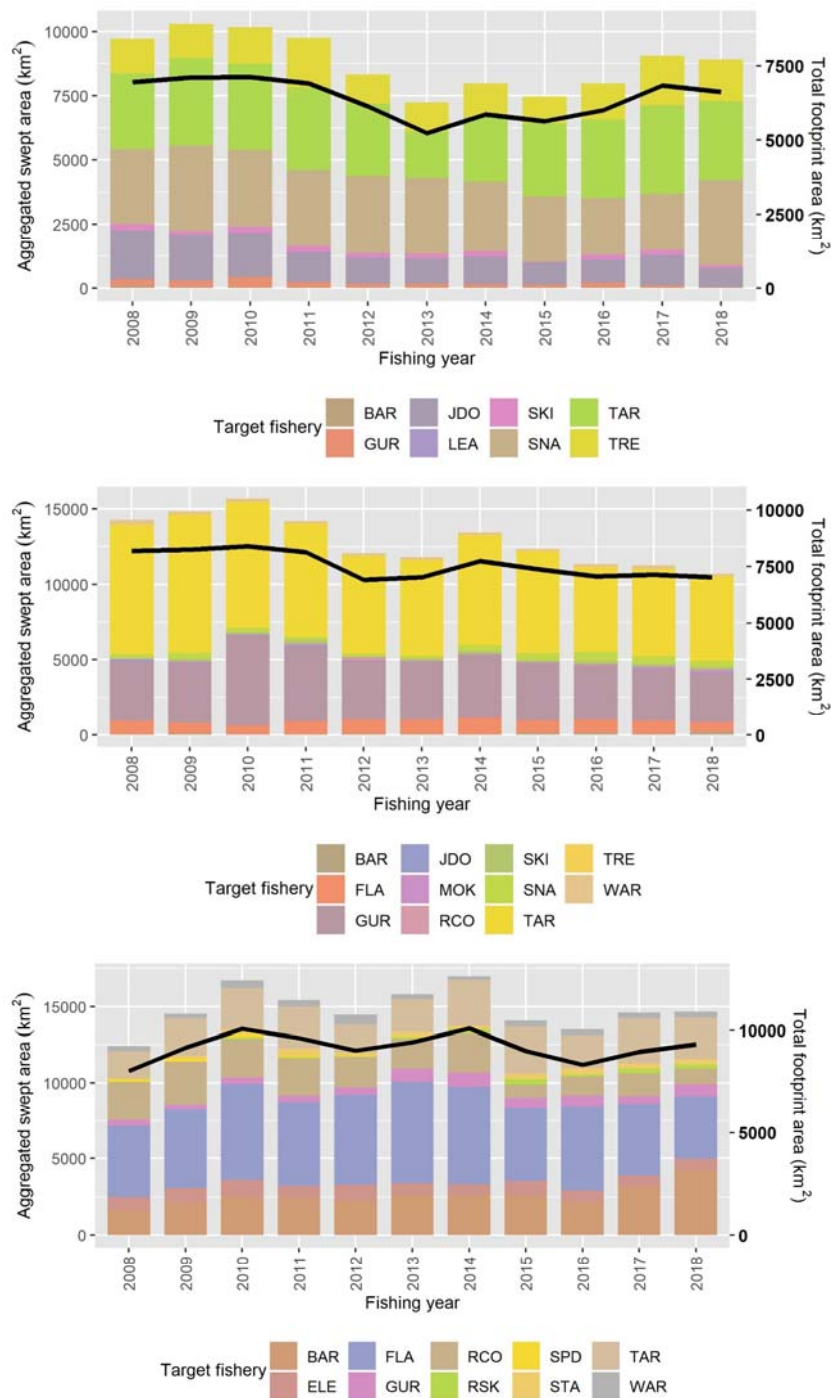 10000
7500
5000
2500
0
Aggregated swept area (km²)
7500
5000
2500
0
Total footprint area (km²)
2008 2009 2010 2011 2012 2013 2014 2015 2016 2017 2018
Fishing year
Target fishery
BAR JDO SKI TAR
GUR LEA SNA TRE
15000
10000
5000
0
Aggregated swept area (km²)
10000
7500
5000
2500
0
Total footprint area (km²)
2008 2009 2010 2011 2012 2013 2014 2015 2016 2017 2018
Fishing year
Target fishery
BAR JDO SKI TRE
FLA MOK SNA WAR
GUR RCO TAR
15000
10000
5000
0
Aggregated swept area (km²)
10000
5000
0
Total footprint area (km²)
2008 2009 2010 2011 2012 2013 2014 2015 2016 2017 2018
Fishing year
Target fishery
BAR FLA RCO SPD TAR
ELE GUR RSK STA WAR